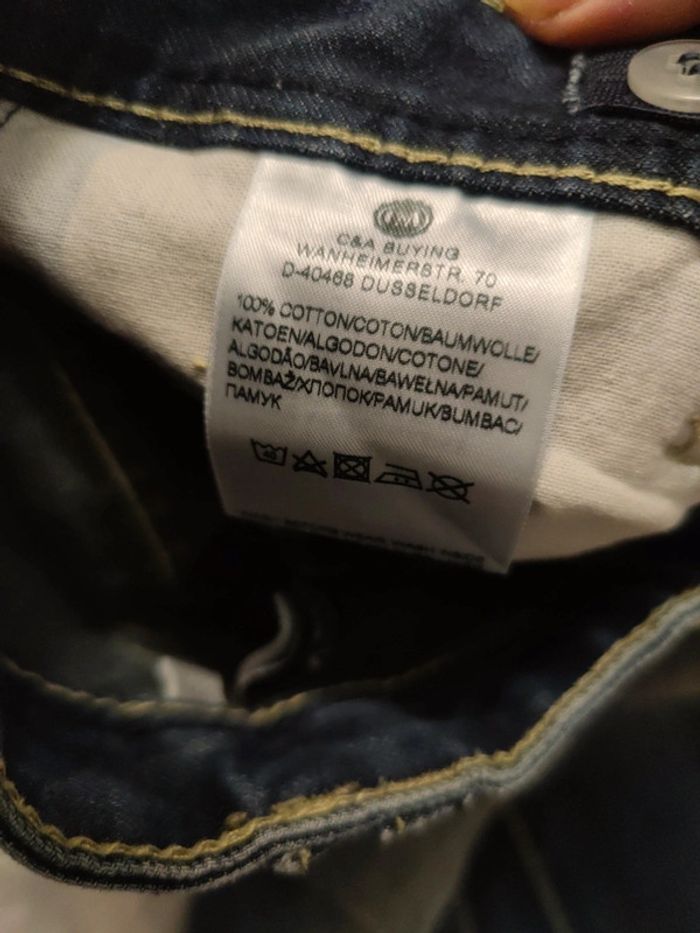 C&A BUYING
WANHEIMERSTR. 70
D-40468 DUSSELDORF
100% COTTON/COTON/BAUMWOLLE/
KATOEN/ALGODON/COTONE/
ALGODÃO/BAVLNA/BAWEŁNA/PAMUT/
BOMBAŽ/ХЛОПОК/PAMUK/BUMBAC/
ПАМУК